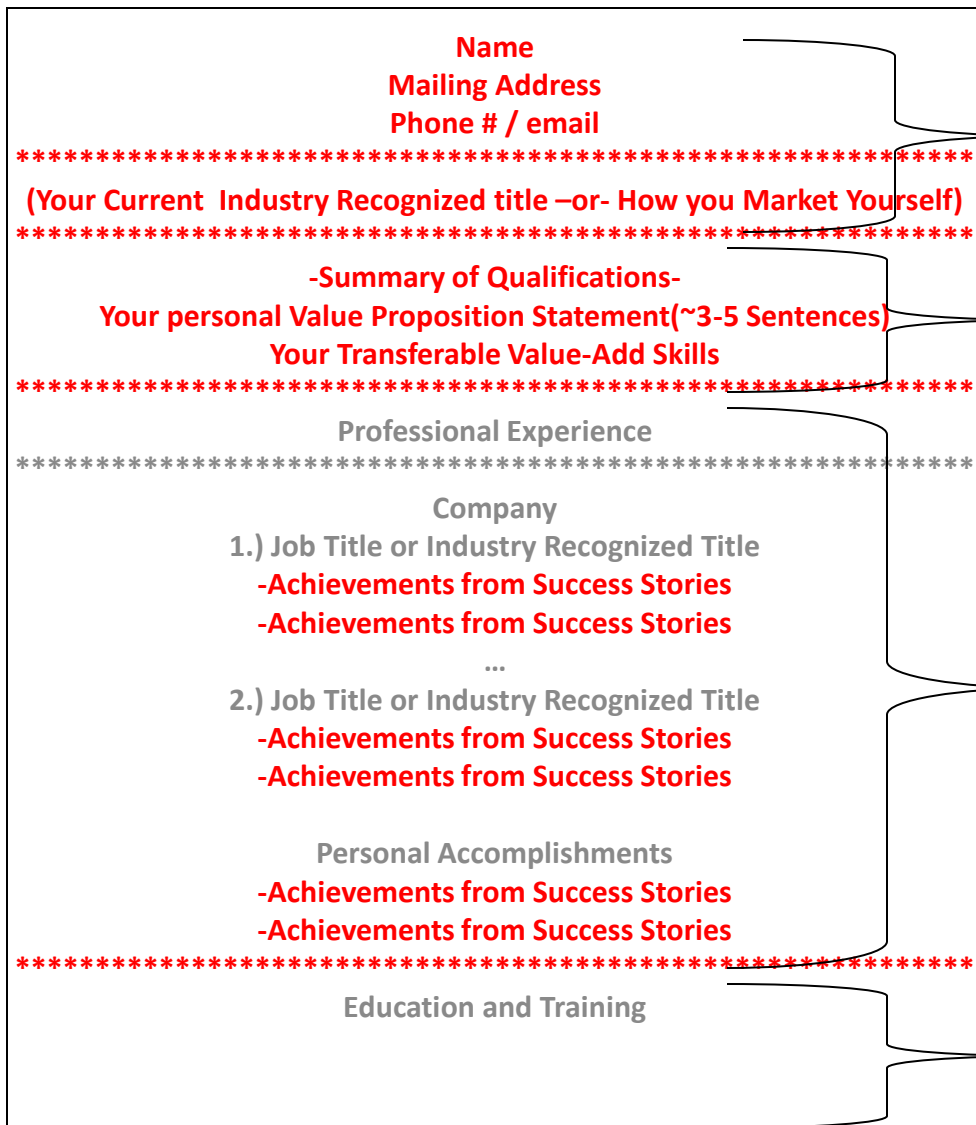 Name
Mailing Address
Phone # / email
************************************************************
(Your Current  Industry Recognized title –or- How you Market Yourself)
************************************************************
-Summary of Qualifications-
Your personal Value Proposition Statement(~3-5 Sentences)
Your Transferable Value-Add Skills
************************************************************
Professional Experience
************************************************************
Company
1.) Job Title or Industry Recognized Title
-Achievements from Success Stories
-Achievements from Success Stories
…
2.) Job Title or Industry Recognized Title
-Achievements from Success Stories
-Achievements from Success Stories
Personal Accomplishments
-Achievements from Success Stories
-Achievements from Success Stories
************************************************************
Education and Training